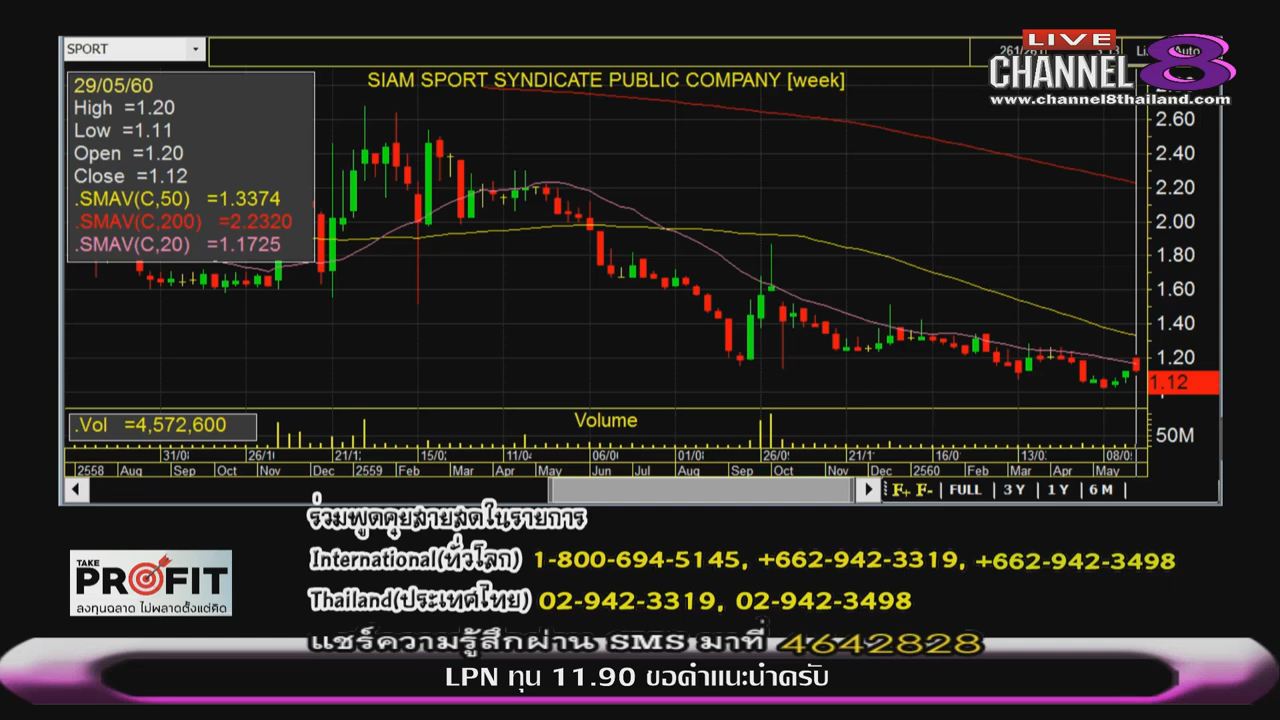 SPORT
LIVE
CHANNEL 8
www.channel8thailand.com
SIAM SPORT SYNDICATE PUBLIC COMPANY [week]
29/05/60
High =1.20
Low =1.11
Open =1.20
Close =1.12
.SMAV(C,50) =1.3374
.SMAV(C,200) =2.2320
.SMAV(C,20) =1.1725
2.60
2.40
2.20
2.00
1.80
1.60
1.40
1.20
1.12
.Vol =4,572,600
Volume
50M
2558 Aug Sep Oct Nov Dec 2559 Feb Mar Apr May Jun Jul Aug Sep Oct Nov Dec 2560 Feb Mar Apr May
F+ F- FULL 3 Y 1 Y 6 M
ร่วมพูดคุยสายสดในรายการ
International(ทั่วโลก) 1-800-694-5145, +662-942-3319, +662-942-3498
TAKE PROFIT
ลงทุนฉลาด ไม่พลาดตั้งแต่คิด
Thailand(ประเทศไทย) 02-942-3319, 02-942-3498
แชร์ความรู้สึกผ่าน SMS มาที่ 4642828
LPN ทุน 11.90 ขอคำแนะนำครับ